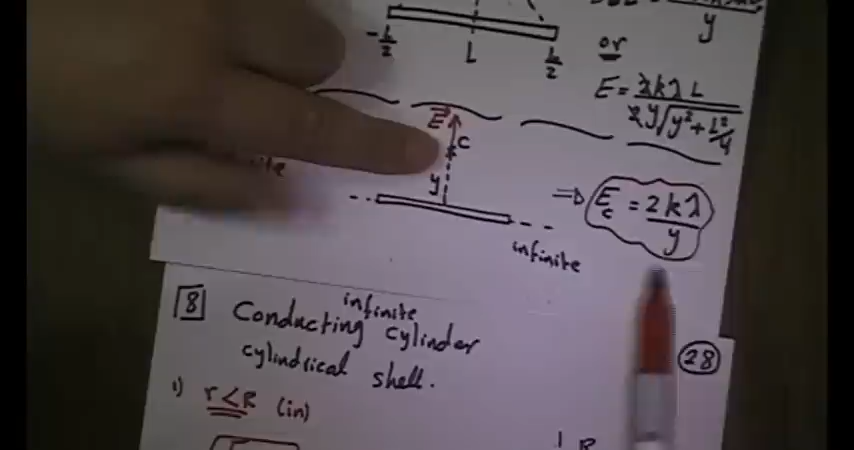 y
-L/2
L
L/2
or
E = 2kλL / 2y√(y² + L²/4)
E
C
y
infinite
⇒ E_c = 2kλ / y
8 Conducting infinite cylinder
cylindrical shell.
28
1) r<R (in)
R